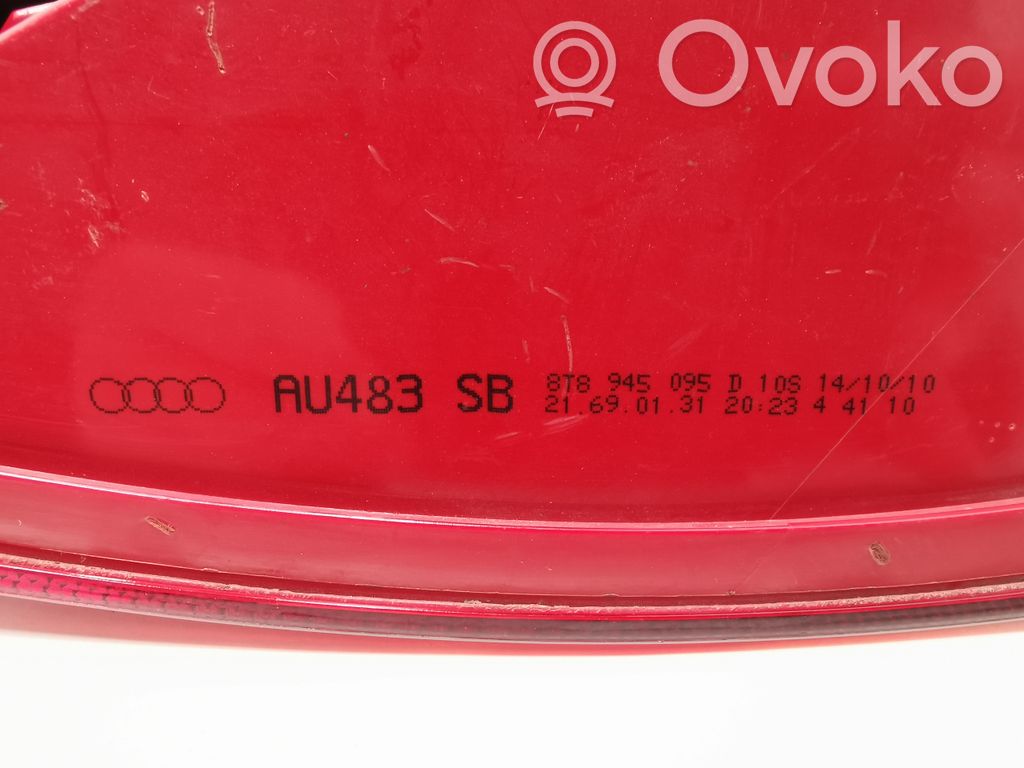 Ovoko
AU483 SB
8T8 945 095 D 10S 14/10/10
21.69.01.31 20:23 4 41 10